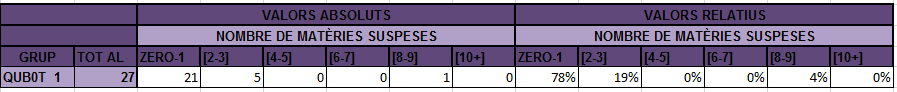 VALORS ABSOLUTS VALORS RELATIUS
NOMBRE DE MATÈRIES SUSPESES NOMBRE DE MATÈRIES SUSPESES
GRUP TOT AL ZERO-1 [2-3] [4-5] [6-7] [8-9] [10+] ZERO-1 [2-3] [4-5] [6-7] [8-9] [10+]
QUB0T 1 27 21 5 0 0 1 0 78% 19% 0% 0% 4% 0%